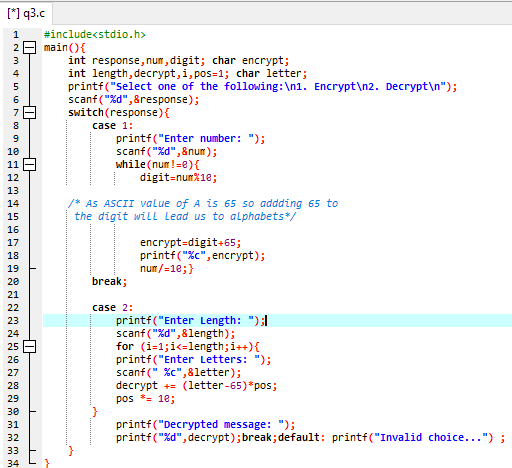 [*] q3.c
1 #include<stdio.h>
2 main(){
3 int response,num,digit; char encrypt;
4 int length,decrypt,i,pos=1; char letter;
5 printf("Select one of the following:\n1. Encrypt\n2. Decrypt\n");
6 scanf("%d",&response);
7 switch(response){
8 case 1:
9 printf("Enter number: ");
10 scanf("%d",&num);
11 while(num!=0){
12 digit=num%10;
13
14 /* As ASCII value of A is 65 so addding 65 to
15 the digit will lead us to alphabets*/
16
17 encrypt=digit+65;
18 printf("%c",encrypt);
19 num/=10;}
20 break;
21
22 case 2:
23 printf("Enter Length: ");
24 scanf("%d",&length);
25 for (i=1;i<=length;i++){
26 printf("Enter Letters: ");
27 scanf(" %c",&letter);
28 decrypt += (letter-65)*pos;
29 pos *= 10;
30 }
31 printf("Decrypted message: ");
32 printf("%d",decrypt);break;default: printf("Invalid choice...") ;
33 }
34 }